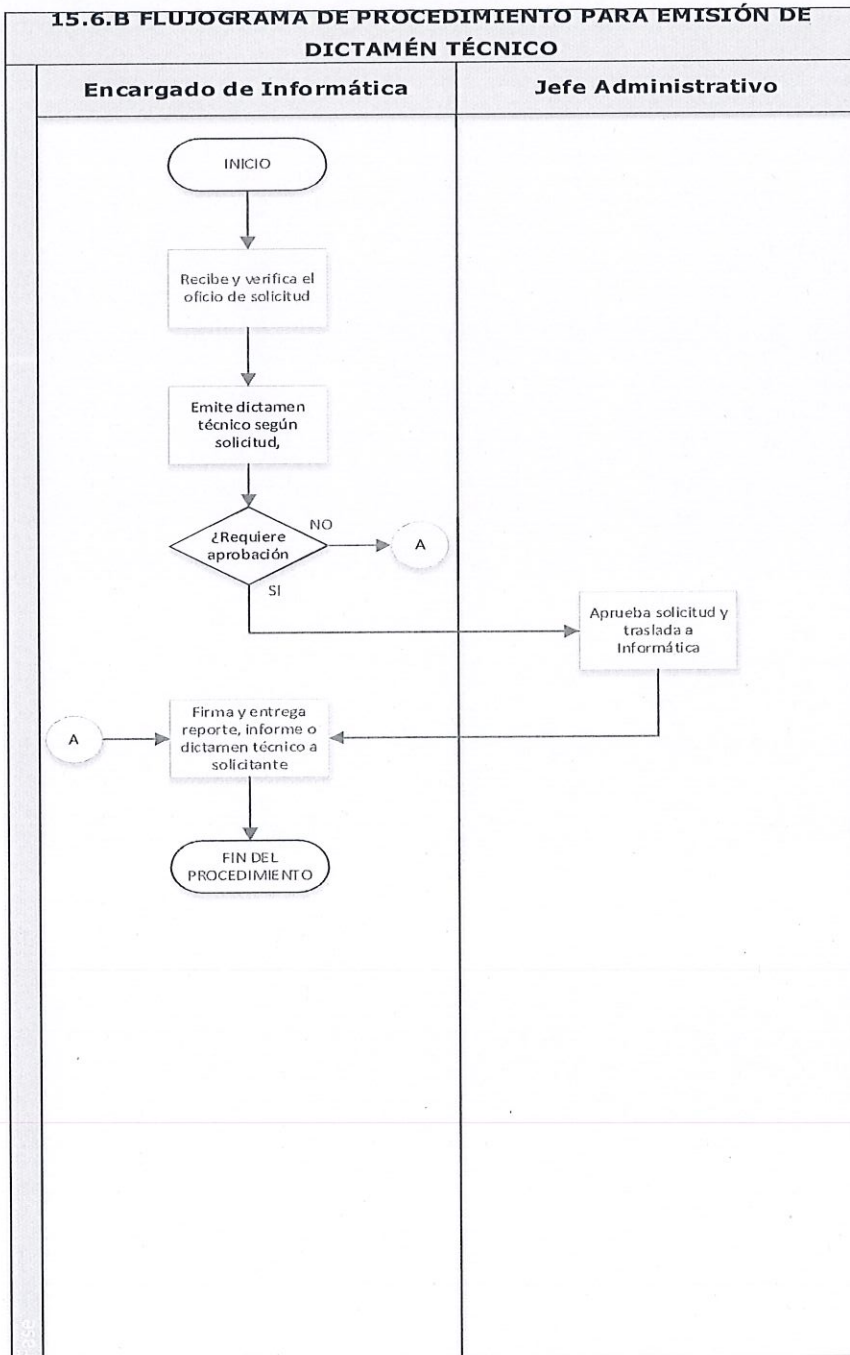 15.6.B FLUJOGRAMA DE PROCEDIMIENTO PARA EMISIÓN DE
DICTAMÉN TÉCNICO
Encargado de Informática
Jefe Administrativo
INICIO
Recibe y verifica el
oficio de solicitud
Emite dictamen
técnico según
solicitud,
¿Requiere
aprobación
NO
A
SI
Aprueba solicitud y
traslada a
Informática
A
Firma y entrega
reporte, informe o
dictamen técnico a
solicitante
FIN DEL
PROCEDIMIENTO